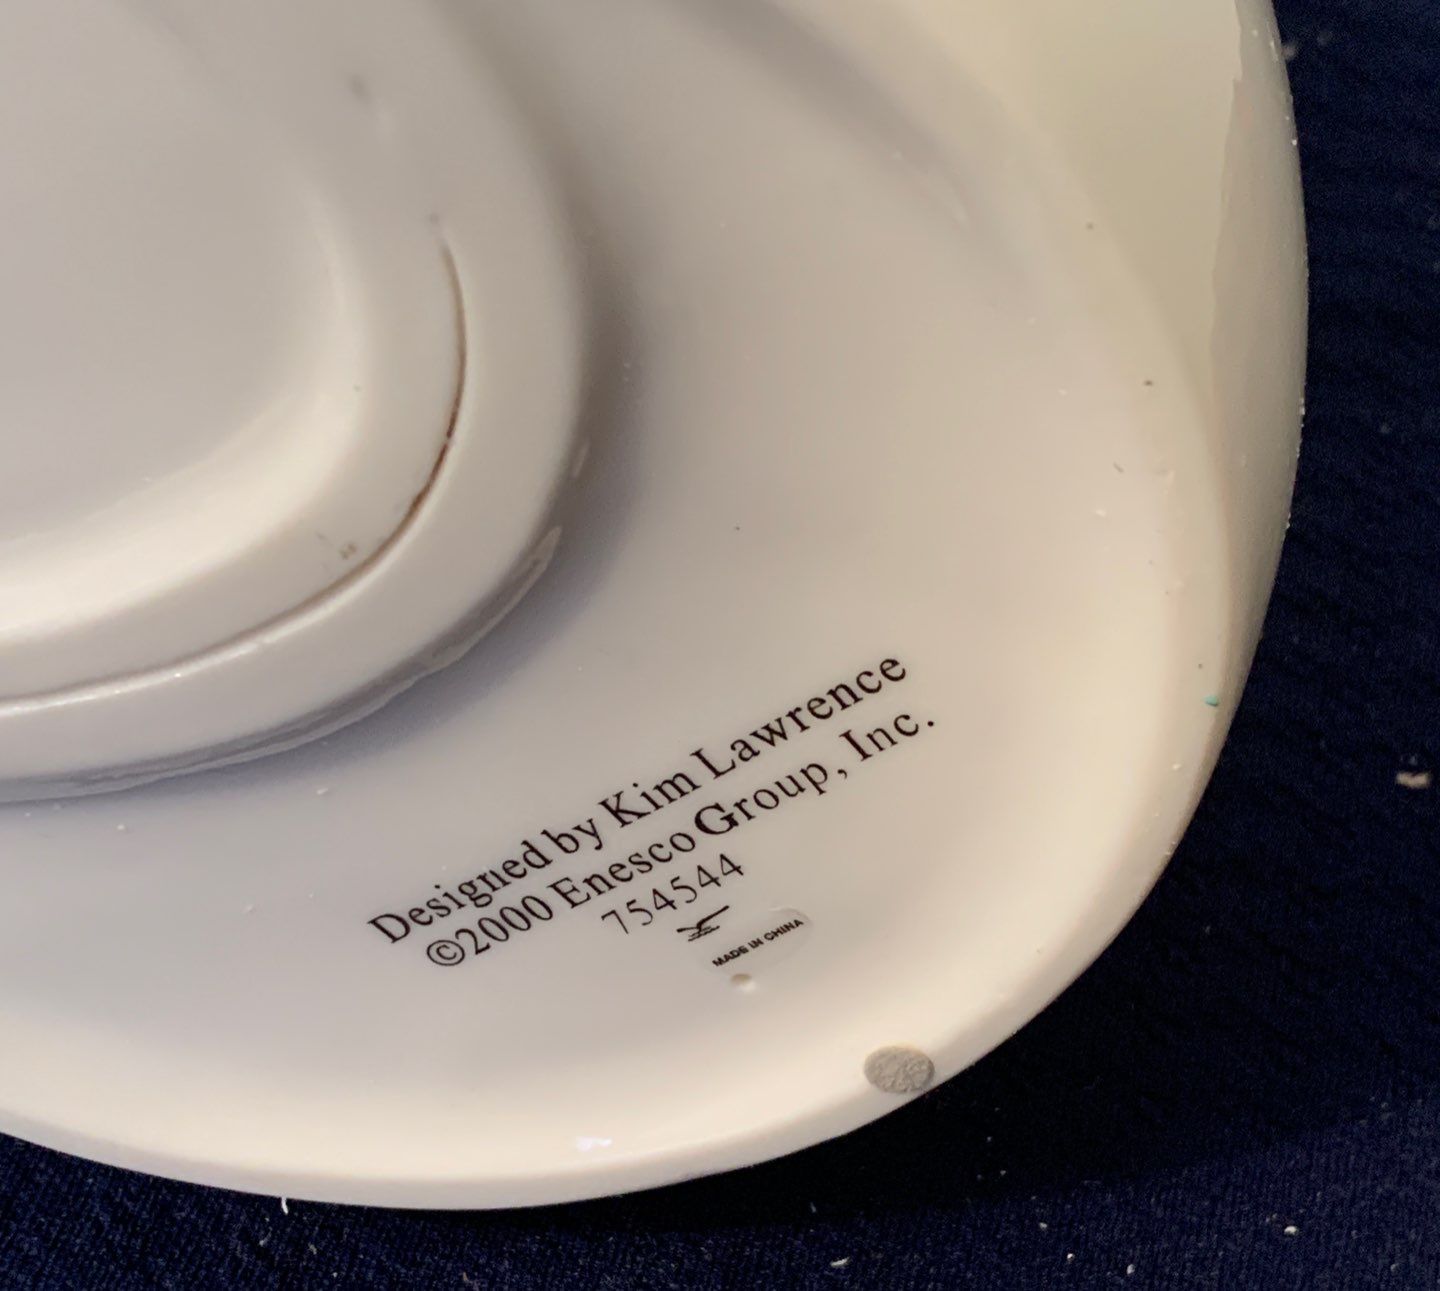 Designed by Kim Lawrence
©2000 Enesco Group, Inc.
754544
MADE IN CHINA